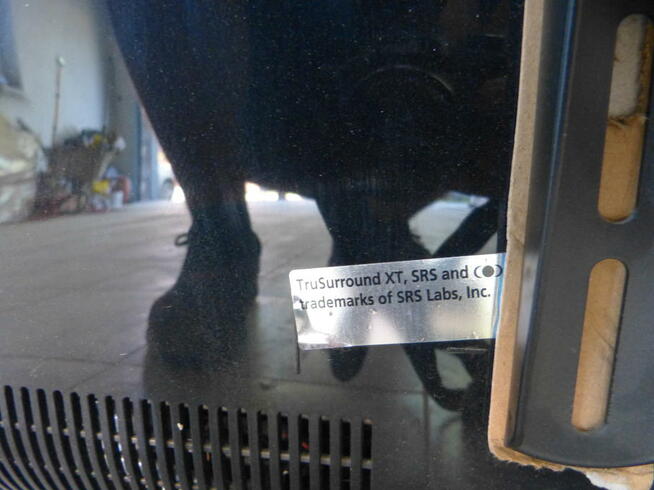 TruSurround XT, SRS and
trademarks of SRS Labs, Inc.